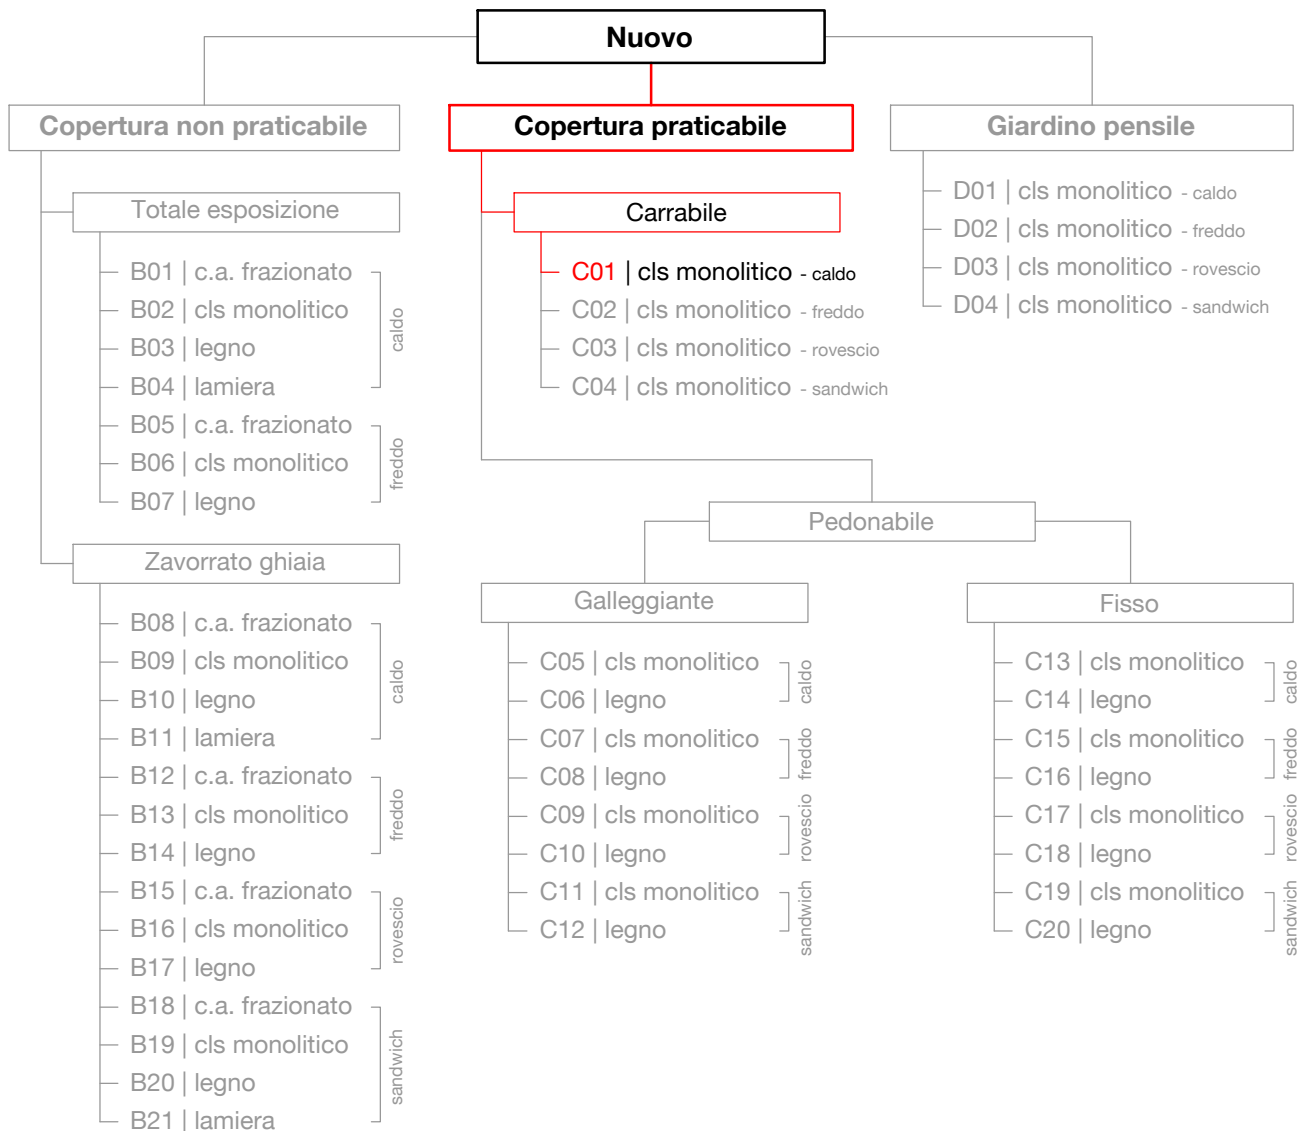 Nuovo
Copertura non praticabile
Totale esposizione
B01 | c.a. frazionato
B02 | cls monolitico
B03 | legno
B04 | lamiera
caldo
B05 | c.a. frazionato
B06 | cls monolitico
B07 | legno
freddo
Zavorrato ghiaia
B08 | c.a. frazionato
B09 | cls monolitico
B10 | legno
B11 | lamiera
caldo
B12 | c.a. frazionato
B13 | cls monolitico
B14 | legno
freddo
B15 | c.a. frazionato
B16 | cls monolitico
B17 | legno
rovescio
B18 | c.a. frazionato
B19 | cls monolitico
B20 | legno
B21 | lamiera
sandwich
Copertura praticabile
Carrabile
C01 | cls monolitico - caldo
C02 | cls monolitico - freddo
C03 | cls monolitico - rovescio
C04 | cls monolitico - sandwich
Pedonabile
Galleggiante
C05 | cls monolitico
C06 | legno
caldo
C07 | cls monolitico
C08 | legno
freddo
C09 | cls monolitico
C10 | legno
rovescio
C11 | cls monolitico
C12 | legno
sandwich
Fisso
C13 | cls monolitico
C14 | legno
caldo
C15 | cls monolitico
C16 | legno
freddo
C17 | cls monolitico
C18 | legno
rovescio
C19 | cls monolitico
C20 | legno
sandwich
Giardino pensile
D01 | cls monolitico - caldo
D02 | cls monolitico - freddo
D03 | cls monolitico - rovescio
D04 | cls monolitico - sandwich